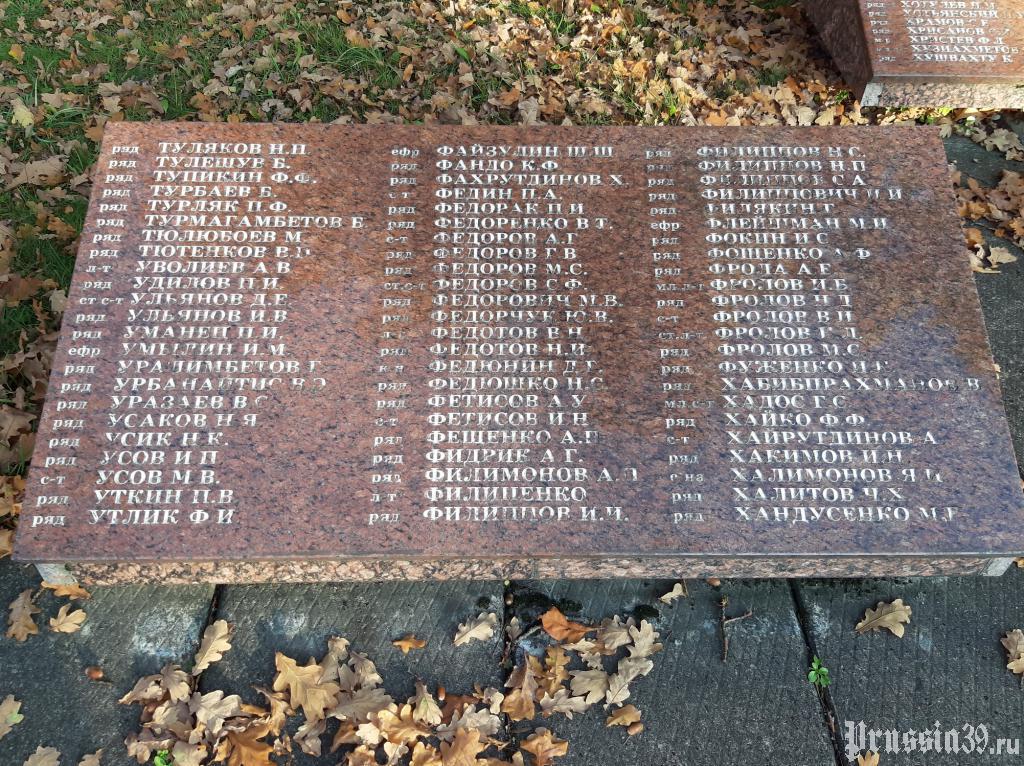 ХРАМОВ Г.Е.
ХРИСТЕВ Ф.Д.
ХУЗИАХМЕТОВ
ХУШВАХТУ К
ряд ТУЛЯКОВ Н.П
ряд ТУЛЕШУВ Б.
ряд ТУПИКИН Ф.Ф.
ряд ТУРБАЕВ Б.
ряд ТУРЛЯК П.Ф.
ряд ТУРМАГАМБЕТОВ Б.
ряд ТЮЛЮБОЕВ М
ряд ТЮТЕНКОВ В.П
л-т УВОЛИЕВ А В
ряд УДИЛОВ П.И.
ст с-т УЛЬЯНОВ Д.Е.
ряд УЛЬЯНОВ И.В
ряд УМАНЕЦ П.И.
ефр УМЫЛИН И.М.
ряд УРАЛИМБЕТОВ Г
ряд УРБАНАЙТИС В.Э
ряд УРАЗАЕВ В С
ряд УСАКОВ Н Я
ряд УСИК Н.К.
ряд УСОВ И П
с-т УСОВ М.В.
ряд УТКИН П.В.
ряд УТЛИК Ф И
ефр ФАЙЗУДИН Ш.Ш
ряд ФАНДО К.Ф
ряд ФАХРУТДИНОВ Х.
с-т ФЕДИН П.А.
ряд ФЕДОРАК П И
ряд ФЕДОРЕНКО В Т.
с-т ФЕДОРОВ А.Г
ряд ФЕДОРОВ Г В
ряд ФЕДОРОВ М.С.
ст.с-т ФЕДОРОВ С.Ф.
ряд ФЕДОРОВИЧ М.В.
ряд ФЕДОРЧУК Ю.В.
л-т ФЕДОТОВ В Н
ряд ФЕДОТОВ Н.И
к-н ФЕДЮНИН Д.Т.
ряд ФЕДЮШКО Н.С.
ряд ФЕТИСОВ А У
с-т ФЕТИСОВ И Н
ряд ФЕЩЕНКО А.П
ряд ФИДРИК А Г.
ряд ФИЛИМОНОВ А Л
л-т ФИЛИПЕНКО
ряд ФИЛИППОВ И.И.
ряд ФИЛИППОВ Н С.
ряд ФИЛИППОВ Н.П
ряд ФИЛИППОВ С А
ряд ФИЛИППОВИЧ И И
ряд
ефр ФЛЕЙШМАН М.И
ряд ФОКИН И С
ряд ФОЩЕНКО А Ф
ряд ФРОЛА А.Е
мл.л-т ФРОЛОВ И.Б
ряд ФРОЛОВ Н Д
с-т ФРОЛОВ В И
ст.л-т ФРОЛОВ И.Д.
ряд ФРОЛОВ М.С
ряд ФУЖЕНКО
ряд ХАБИБПРАХМАНОВ В
мл.с-т ХАДОС Г С
ряд ХАЙКО Ф.Ф.
с-т ХАЙРУТДИНОВ А
ряд ХАКИМОВ И Н
с-на ХАЛИМОНОВ Я
ряд ХАЛИТОВ Ч.Х
ряд ХАНДУСЕНКО М.Е
Prussia39.ru